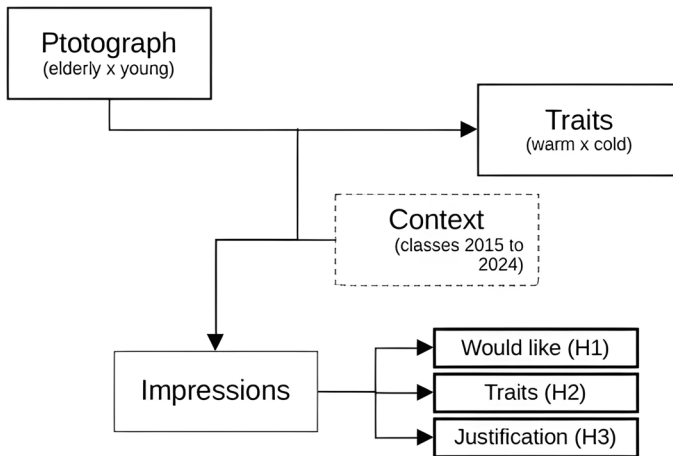 Ptotograph
(elderly x young)
Traits
(warm x cold)
Context
(classes 2015 to
2024)
Impressions
Would like (H1)
Traits (H2)
Justification (H3)